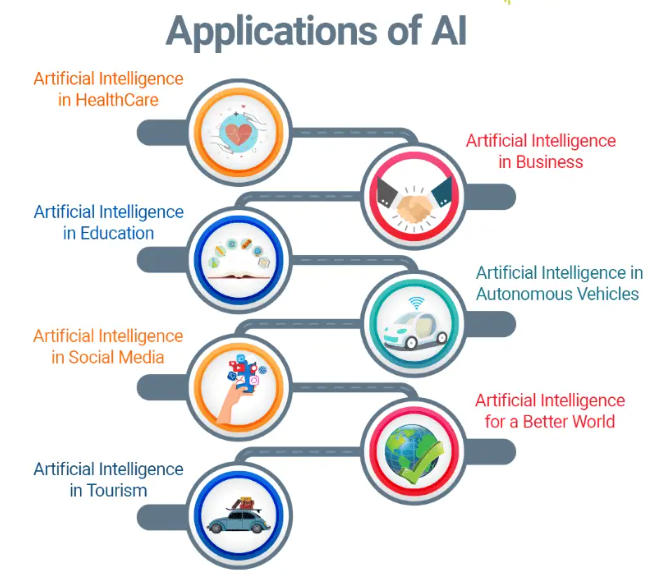 Applications of AI
Artificial Intelligence
in HealthCare
Artificial Intelligence
in Business
Artificial Intelligence
in Education
Artificial Intelligence in
Autonomous Vehicles
Artificial Intelligence
in Social Media
Artificial Intelligence
for a Better World
Artificial Intelligence
in Tourism